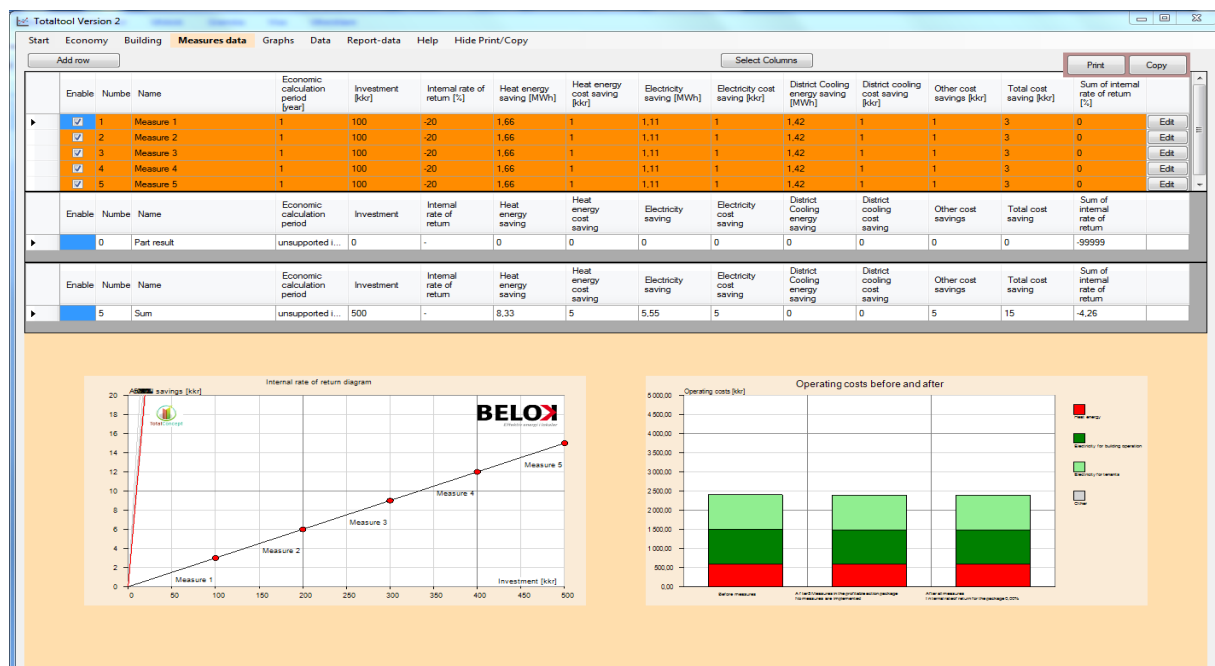 Totaltool Version 2
Start Economy Building Measures data Graphs Data Report-data Help Hide Print/Copy
Add row Select Columns Print Copy
Enable Numbe Name Economic calculation period [year] Investment [kkr] Internal rate of return [%] Heat energy saving [MWh] Heat energy cost saving [kkr] Electricity saving [MWh] Electricity cost saving [kkr] District Cooling energy saving [MWh] District cooling cost saving [kkr] Other cost savings [kkr] Total cost saving [kkr] Sum of internal rate of return [%]
1 Measure 1 1 100 -20 1,66 1 1,11 1 1,42 1 1 3 0 Edit
2 Measure 2 1 100 -20 1,66 1 1,11 1 1,42 1 1 3 0 Edit
3 Measure 3 1 100 -20 1,66 1 1,11 1 1,42 1 1 3 0 Edit
4 Measure 4 1 100 -20 1,66 1 1,11 1 1,42 1 1 3 0 Edit
5 Measure 5 1 100 -20 1,66 1 1,11 1 1,42 1 1 3 0 Edit
Enable Numbe Name Economic calculation period Investment Internal rate of return Heat energy saving Heat energy cost saving Electricity saving Electricity cost saving District Cooling energy saving District cooling cost saving Other cost savings Total cost saving Sum of internal rate of return
0 Part result unsupported i... 0 - 0 0 0 0 0 0 0 0 -99999
Enable Numbe Name Economic calculation period Investment Internal rate of return Heat energy saving Heat energy cost saving Electricity saving Electricity cost saving District Cooling energy saving District cooling cost saving Other cost savings Total cost saving Sum of internal rate of return
5 Sum unsupported i... 500 - 8,33 5 5,55 5 0 0 5 15 -4,26
Internal rate of return diagram
savings [kkr]
20
18
16
14
12
10
8
6
4
2
0
TotalConcept
BELOK
Measure 5
Measure 4
Measure 3
Measure 2
Measure 1
Investment [kkr]
0 50 100 150 200 250 300 350 400 450 500
Operating costs before and after
Operating costs [kkr]
5 000,00
4 500,00
4 000,00
3 500,00
3 000,00
2 500,00
2 000,00
1 500,00
1 000,00
500,00
0,00
Before measures
No measures are implemented
After all measures
Heat energy
Electricity for building operation
Electricity for tenants
Other